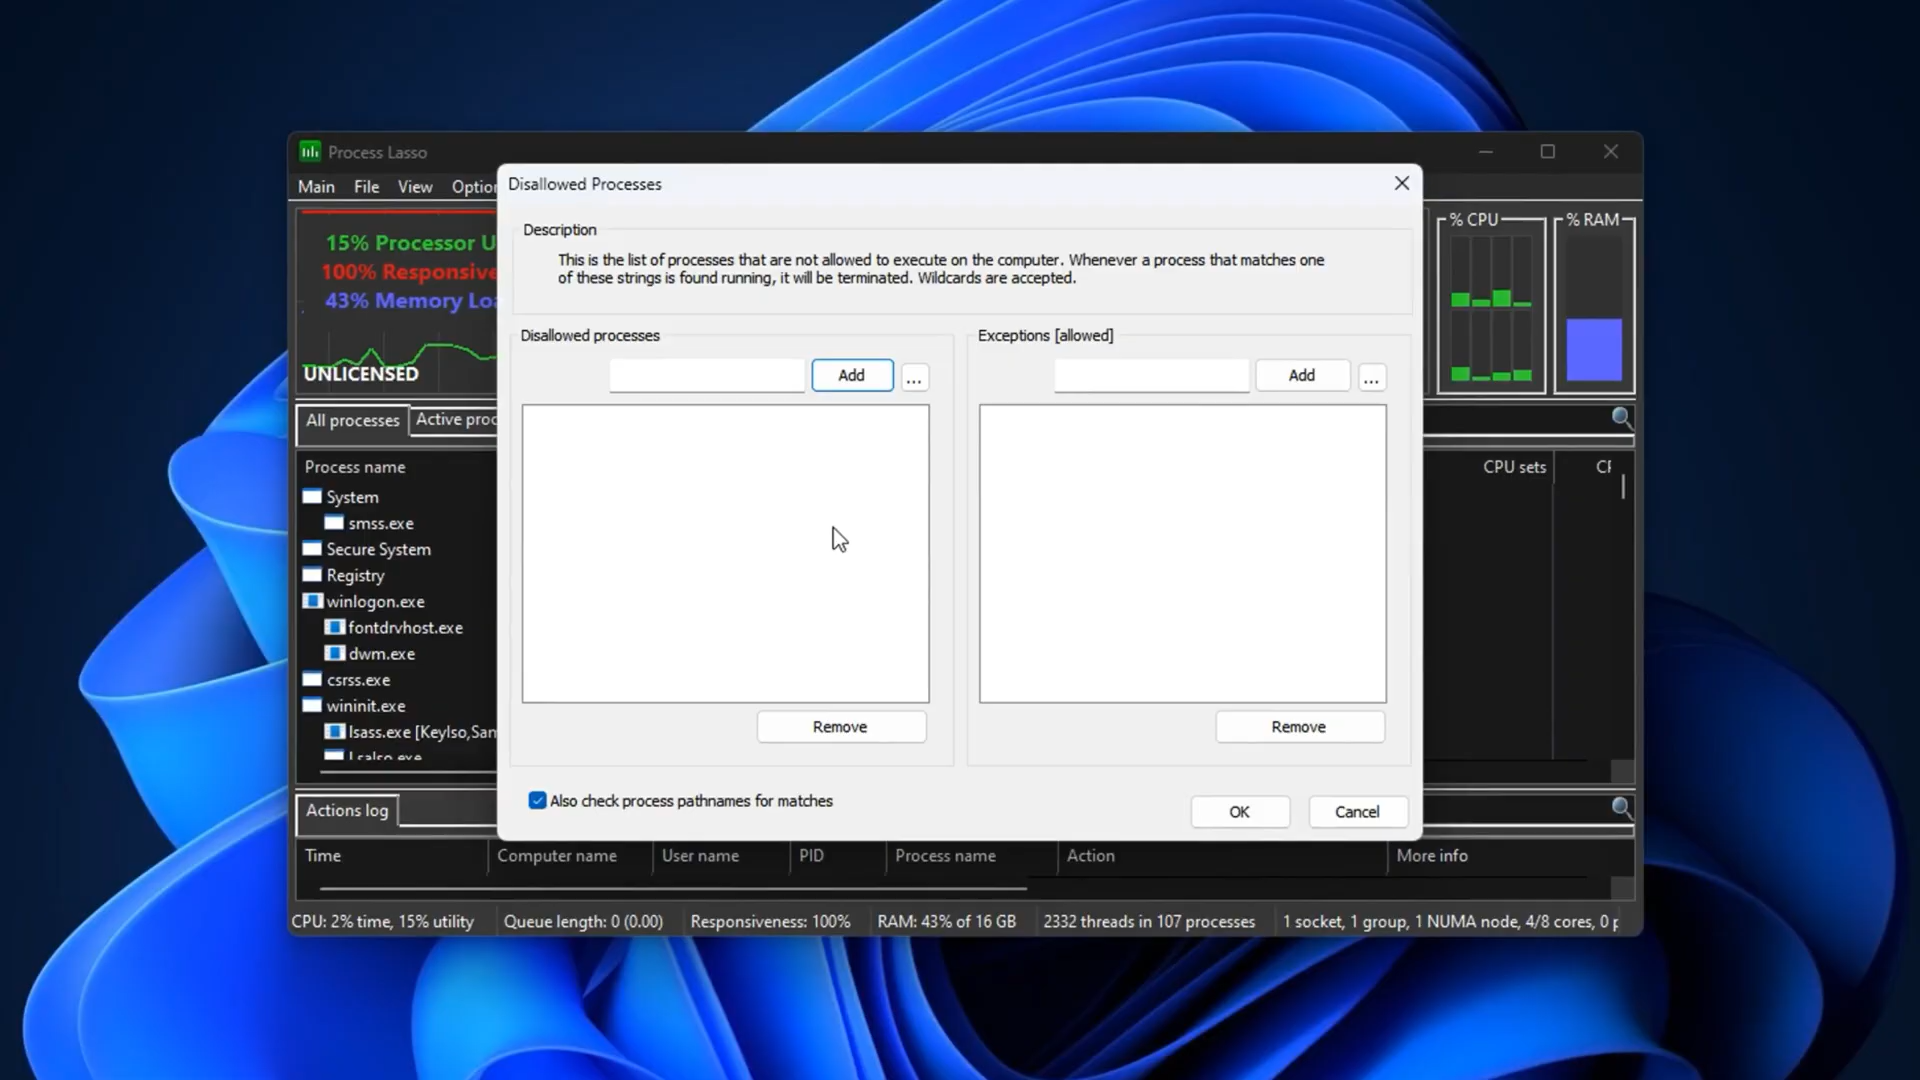 Process Lasso
Main File View Option
Disallowed Processes
Description
This is the list of processes that are not allowed to execute on the computer. Whenever a process that matches one
of these strings is found running, it will be terminated. Wildcards are accepted.
15% Processor U
100% Responsive
43% Memory Loa
UNLICENSED
% CPU
% RAM
Disallowed processes
Add
...
Exceptions [allowed]
Add
...
All processes
Active proc
Process name
CPU sets
System
smss.exe
Secure System
Registry
winlogon.exe
fontdrvhost.exe
dwm.exe
csrss.exe
wininit.exe
lsass.exe [KeyIso,Sam
LsaIso.exe
Remove
Remove
Also check process pathnames for matches
OK
Cancel
Actions log
Time Computer name User name PID Process name Action More info
CPU: 2% time, 15% utility Queue length: 0 (0.00) Responsiveness: 100% RAM: 43% of 16 GB 2332 threads in 107 processes 1 socket, 1 group, 1 NUMA node, 4/8 cores, 0 p